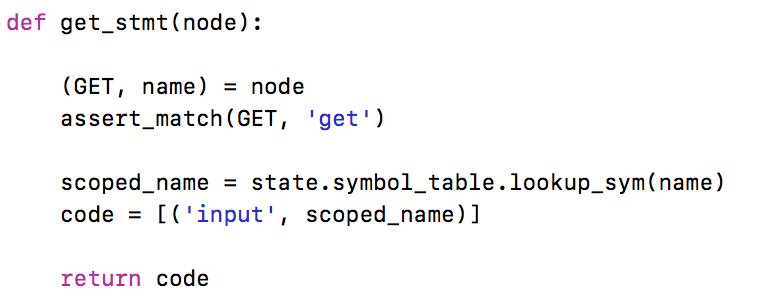 def get_stmt(node):
    (GET, name) = node
    assert_match(GET, 'get')
    scoped_name = state.symbol_table.lookup_sym(name)
    code = [('input', scoped_name)]
    return code